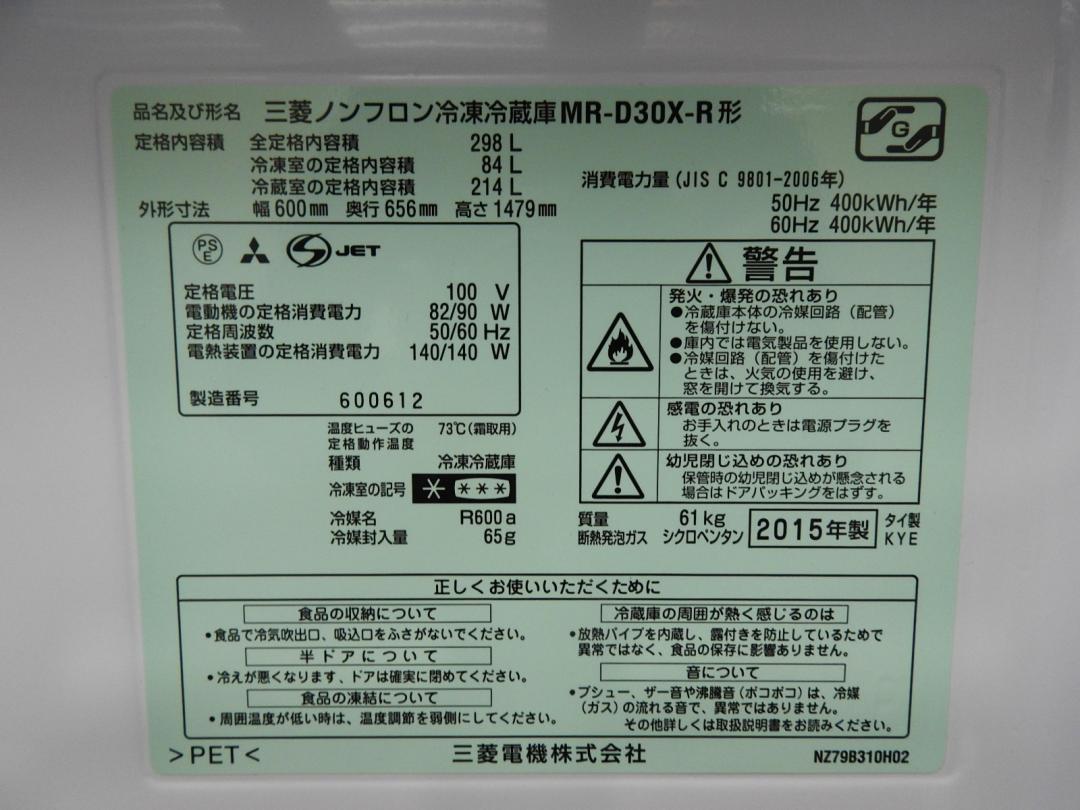 品名及び形名 三菱ノンフロン冷凍冷蔵庫MR-D30X-R形
定格内容積 全定格内容積 298 L
冷凍室の定格内容積 84 L
冷蔵室の定格内容積 214 L
外形寸法 幅600mm 奥行656mm 高さ1479mm
G
消費電力量(JIS C 9801-2006年)
50Hz 400kWh/年
60Hz 400kWh/年
PSE JET
定格電圧 100 V
電動機の定格消費電力 82/90 W
定格周波数 50/60 Hz
電熱装置の定格消費電力 140/140 W
製造番号 600612
温度ヒューズの
定格動作温度 73℃(霜取用)
種類 冷凍冷蔵庫
冷凍室の記号 * ***
冷媒名 R600a
冷媒封入量 65g
警告
発火・爆発の恐れあり
●冷蔵庫本体の冷媒回路(配管)
を傷付けない。
●庫内では電気製品を使用しない。
●冷媒回路(配管)を傷付けた
ときは、火気の使用を避け、
窓を開けて換気する。
感電の恐れあり
お手入れのときは電源プラグを
抜く。
幼児閉じ込めの恐れあり
保管時の幼児閉じ込めが懸念される
場合はドアパッキングをはずす。
質量 61kg
断熱発泡ガス シクロペンタン
2015年製
タイ製
KYE
正しくお使いいただくために
食品の収納について
•食品で冷気吹出口、吸込口をふさがないでください。
半ドアについて
•冷えが悪くなります、ドアは確実に閉めてください。
食品の凍結について
•周囲温度が低い時は、温度調節を弱側にしてください。
冷蔵庫の周囲が熱く感じるのは
•放熱パイプを内蔵し、露付きを防止しているためで
異常ではなく、食品の保存に影響ありません。
音について
•プシュー、ザー音や沸騰音(ポコポコ)は、冷媒
(ガス)の流れる音で、異常ではありません。
その他詳しくは取扱説明書をお読みください。
>PET<
三菱電機株式会社
NZ79B310H02